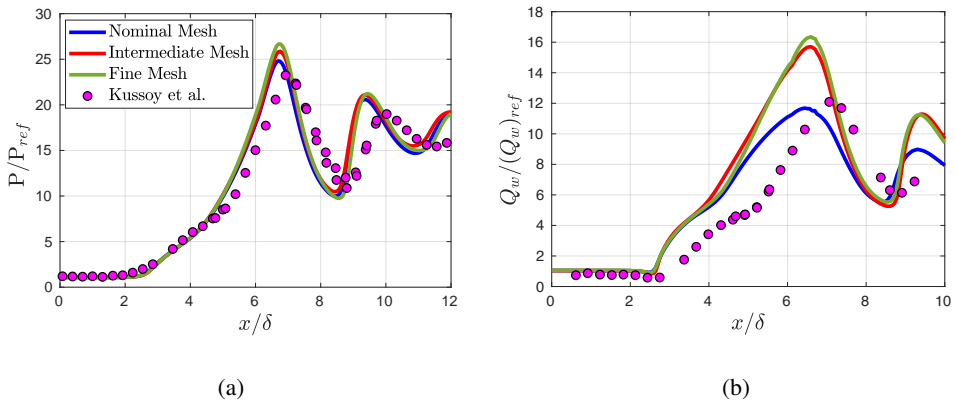 30
25
20
15
10
5
0
0 2 4 6 8 10 12
P/P_ref
x/δ
Nominal Mesh
Intermediate Mesh
Fine Mesh
Kussoy et al.
(a)
18
16
14
12
10
8
6
4
2
0
0 2 4 6 8 10
Q_w/(Q_w)_ref
x/δ
(b)